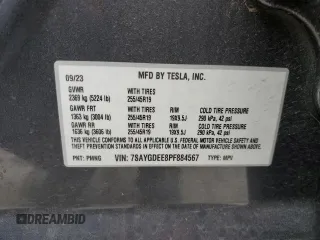 09/23 MFD BY TESLA, INC.
GVWR WITH TIRES
2369 kg (5224 lb) 255/45R19
GAWR FRT WITH TIRES RIM COLD TIRE PRESSURE
1363 kg (3004 lb) 255/45R19 19X9.5J 290 kPa, 42 psi
GAWR RR WITH TIRES RIM COLD TIRE PRESSURE
1636 kg (3606 lb) 255/45R19 19X9.5J 290 kPa, 42 psi
THIS VEHICLE CONFORMS TO ALL APPLICABLE FEDERAL MOTOR VEHICLE SAFETY AND
THEFT PREVENTION STANDARDS IN EFFECT ON THE DATE OF MANUFACTURE SHOWN ABOVE.
PNT: PMNG VIN: 7SAYGDEE8PF884567 TYPE: MPV
DREAMBID